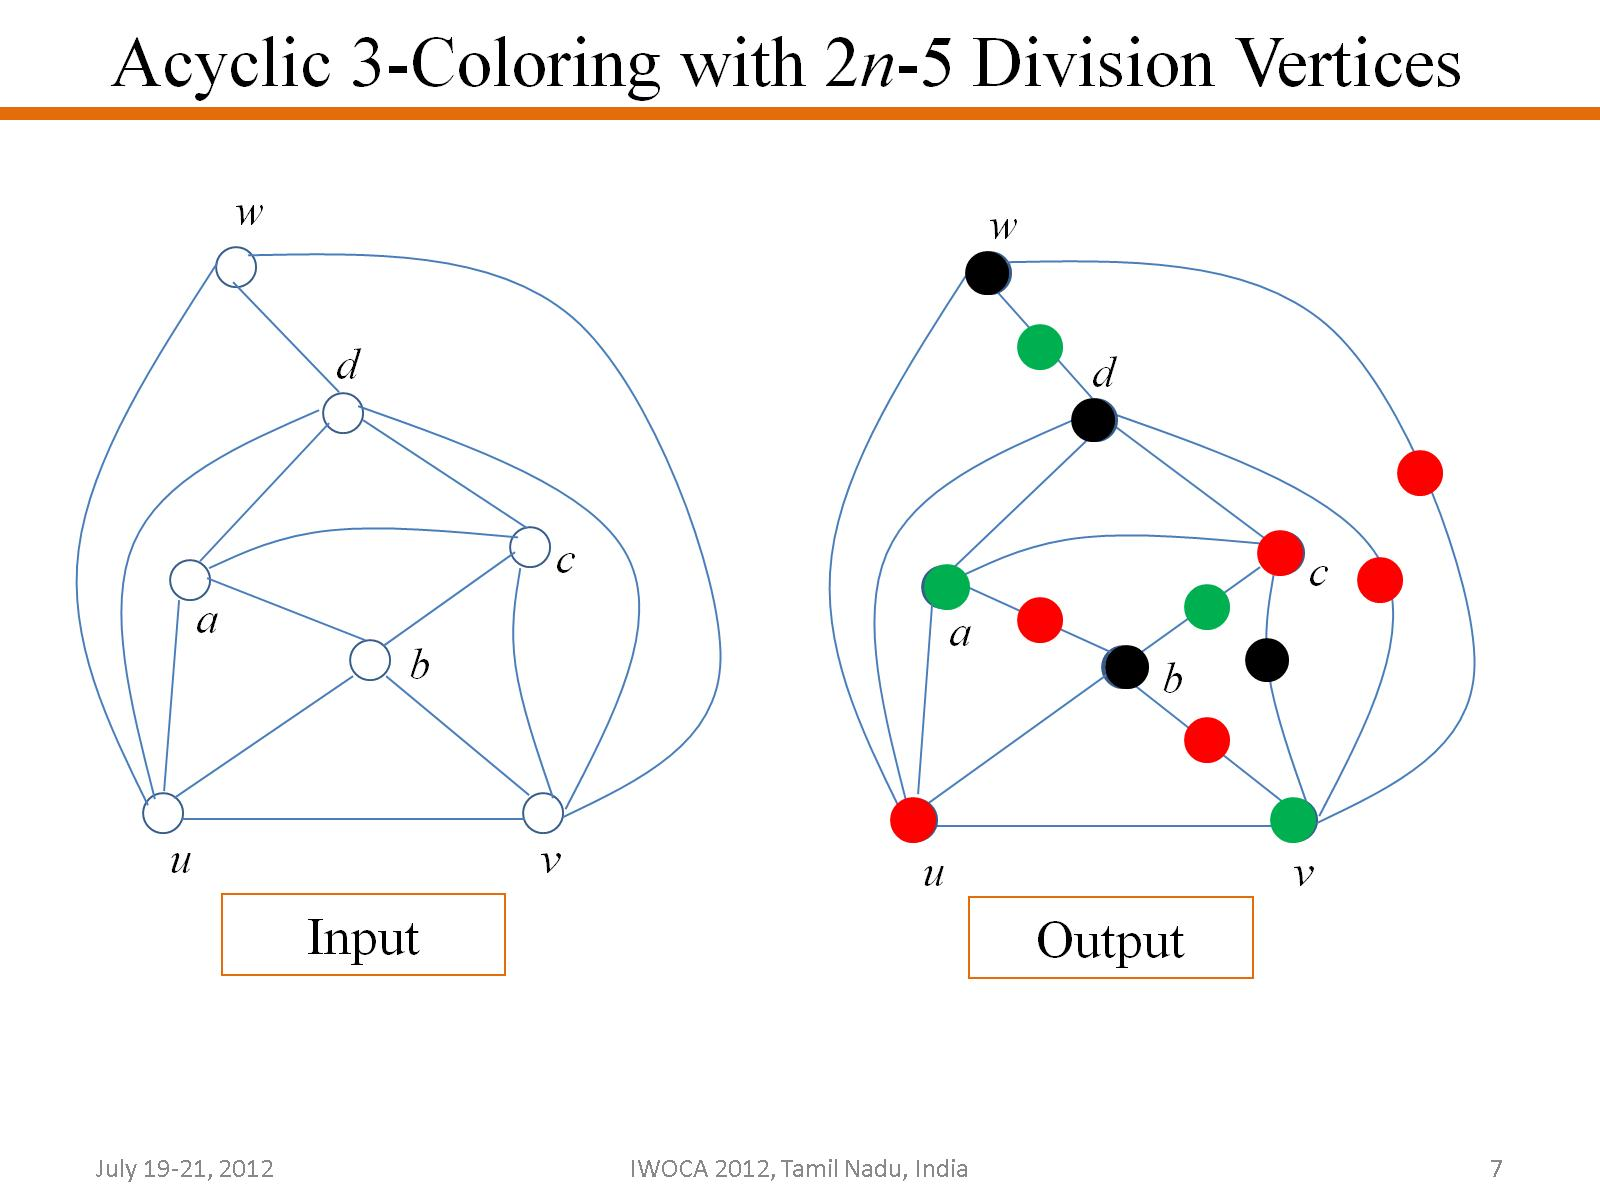 Acyclic 3-Coloring with 2n-5 Division Vertices
w
d
c
a
b
u
v
Input
w
d
c
a
b
u
v
Output
July 19-21, 2012
IWOCA 2012, Tamil Nadu, India
7